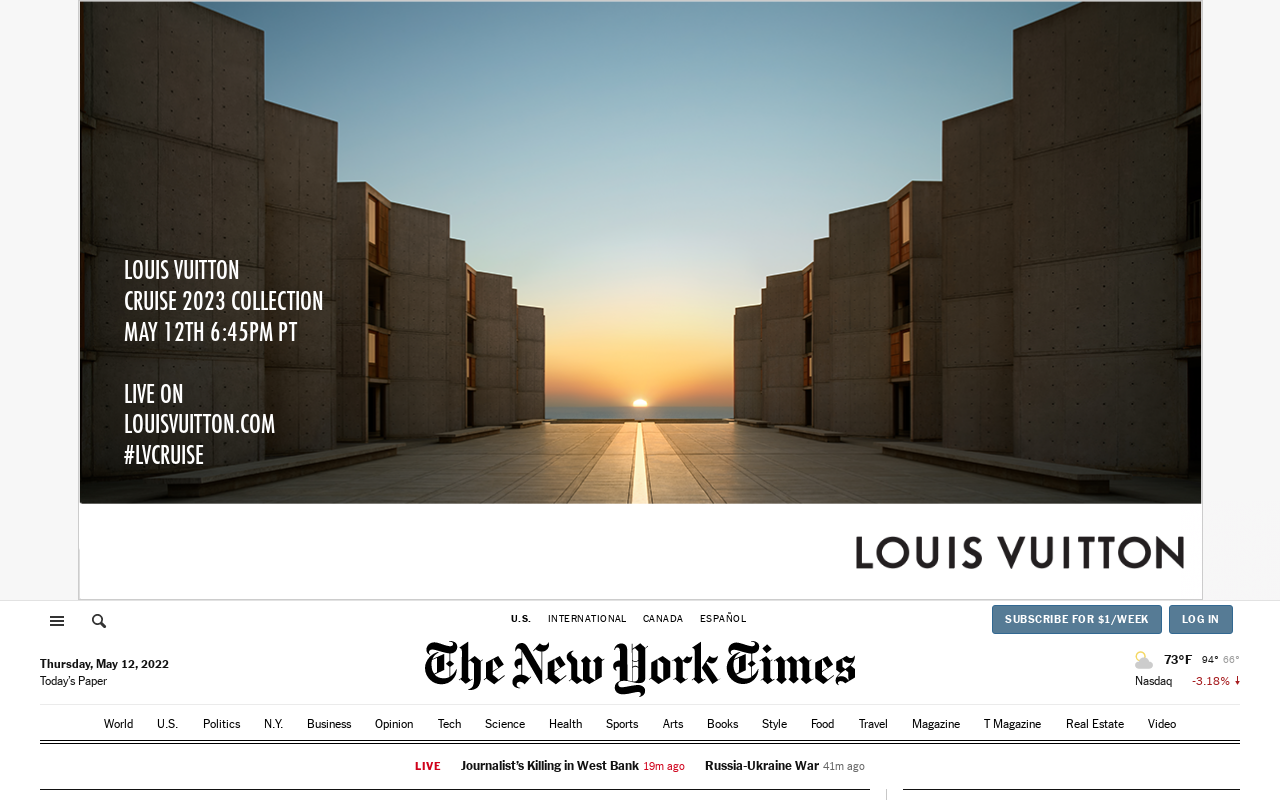 LOUIS VUITTON
CRUISE 2023 COLLECTION
MAY 12TH 6:45PM PT
LIVE ON
LOUISVUITTON.COM
#LVCRUISE
LOUIS VUITTON
U.S. INTERNATIONAL CANADA ESPAÑOL
SUBSCRIBE FOR $1/WEEK LOG IN
The New York Times
Thursday, May 12, 2022
Today's Paper
73°F 94° 66°
Nasdaq -3.18% ↓
World U.S. Politics N.Y. Business Opinion Tech Science Health Sports Arts Books Style Food Travel Magazine T Magazine Real Estate Video
LIVE Journalist's Killing in West Bank 19m ago Russia-Ukraine War 41m ago